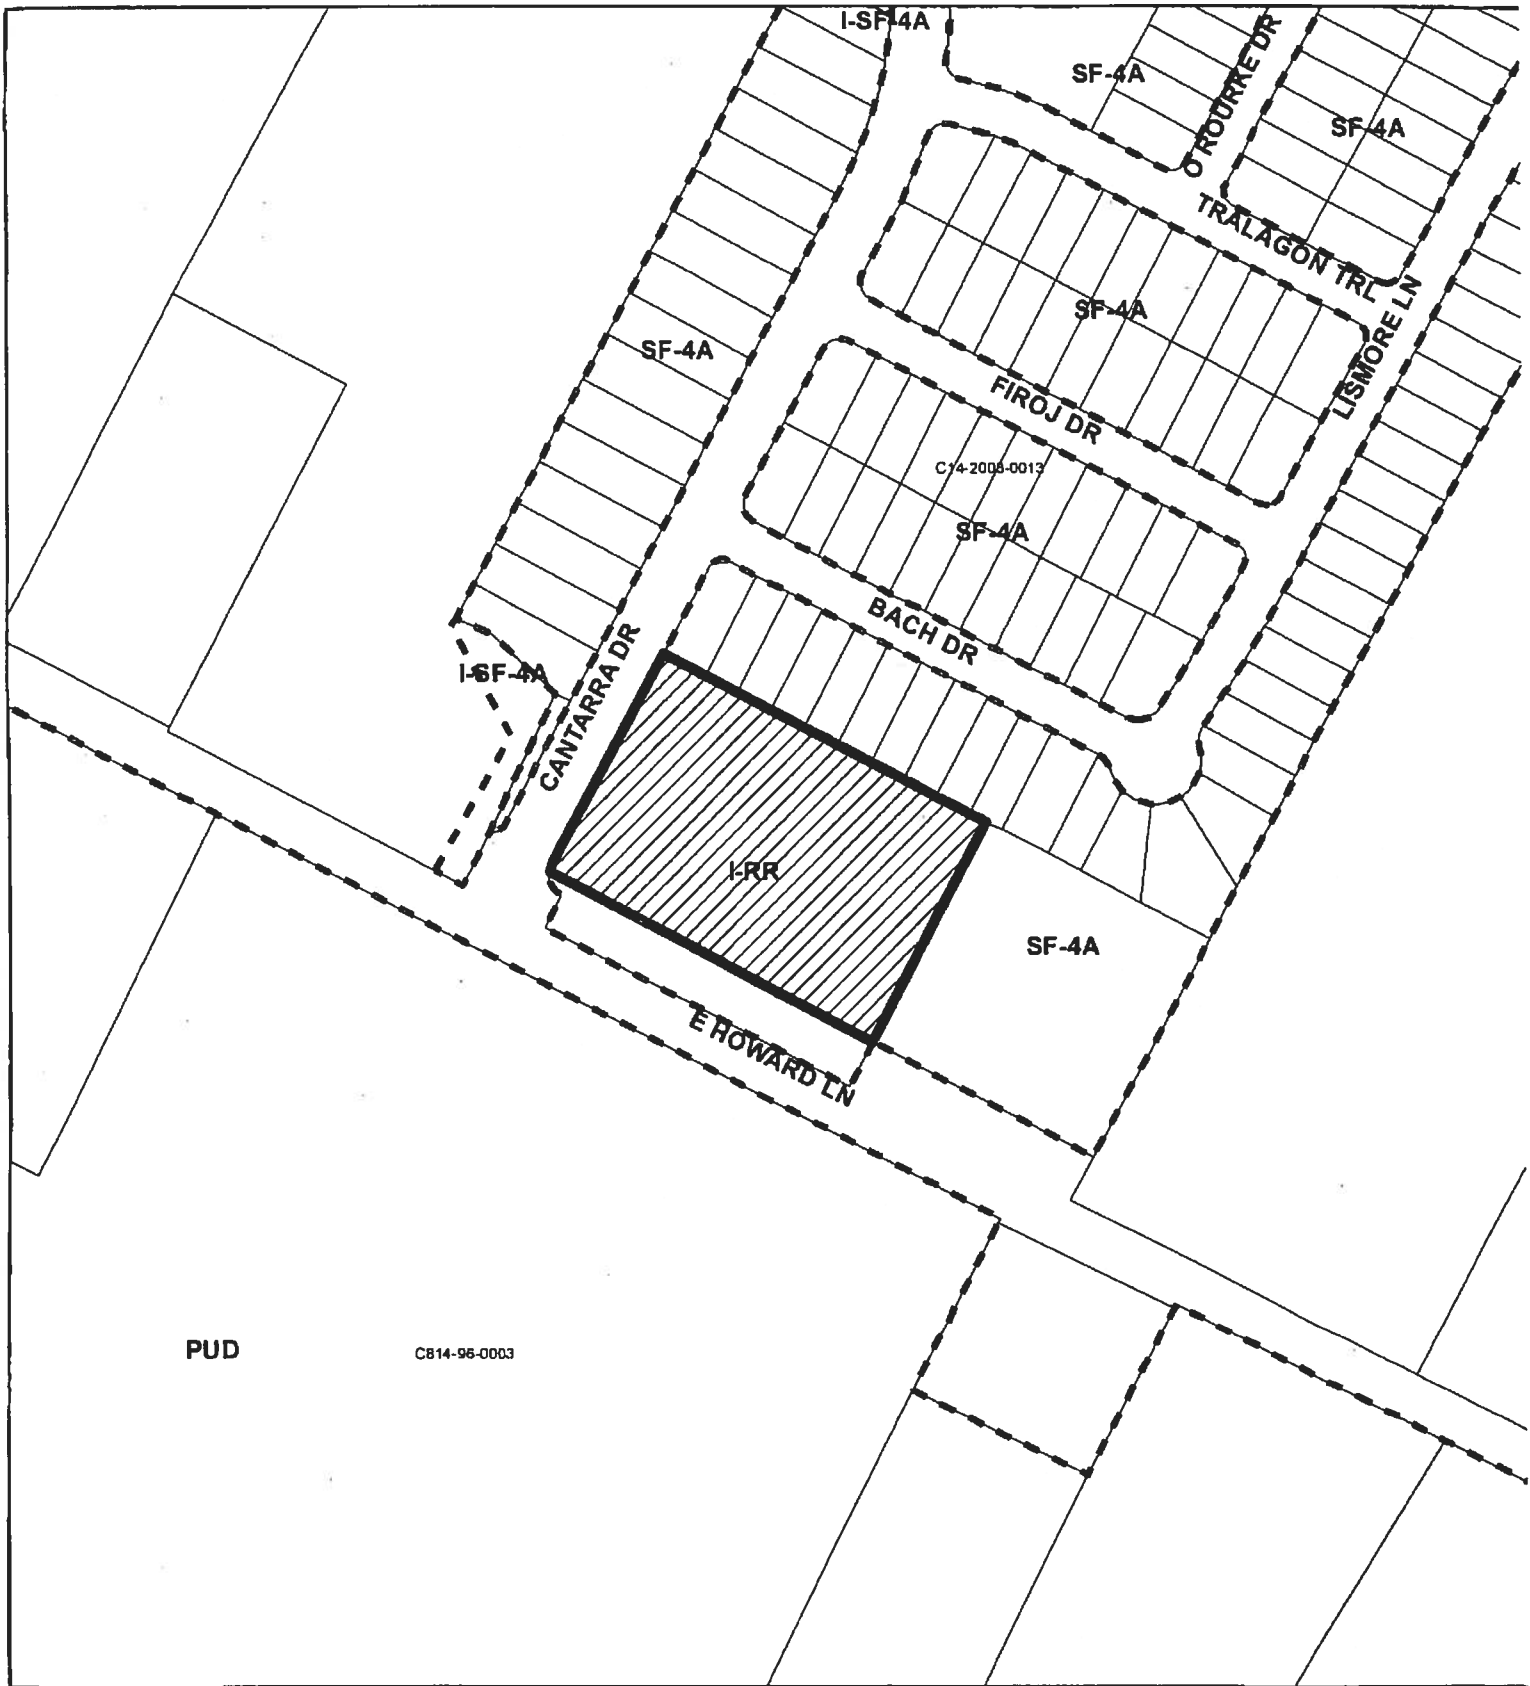 I-SF-4A
SF-4A
O ROURKE DR
SF-4A
TRALAGON TRL
SF-4A
LISMORE LN
SF-4A
FIROJ DR
C14-2003-0013
SF-4A
BACH DR
I-SF-4A
CANTARRA DR
I-RR
SF-4A
E HOWARD LN
PUD
C814-96-0003